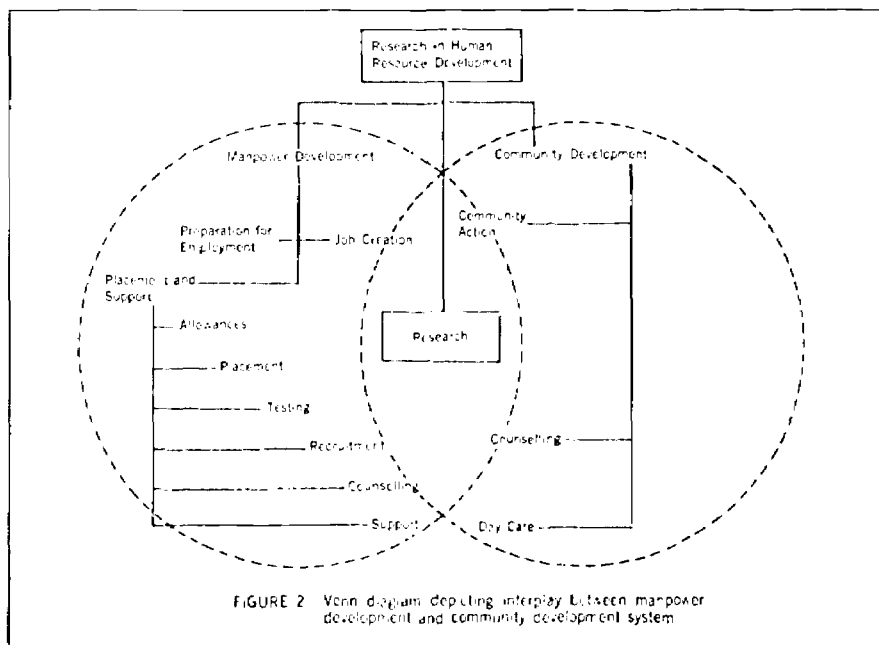 Research in Human
Resource Development
Manpower Development
Community Development
Preparation for
Employment
Job Creation
Community
Action
Placement and
Support
Allowances
Research
Placement
Testing
Recruitment
Counselling
Counselling
Support
Day Care
FIGURE 2 Venn diagram depicting interplay between manpower
development and community development system